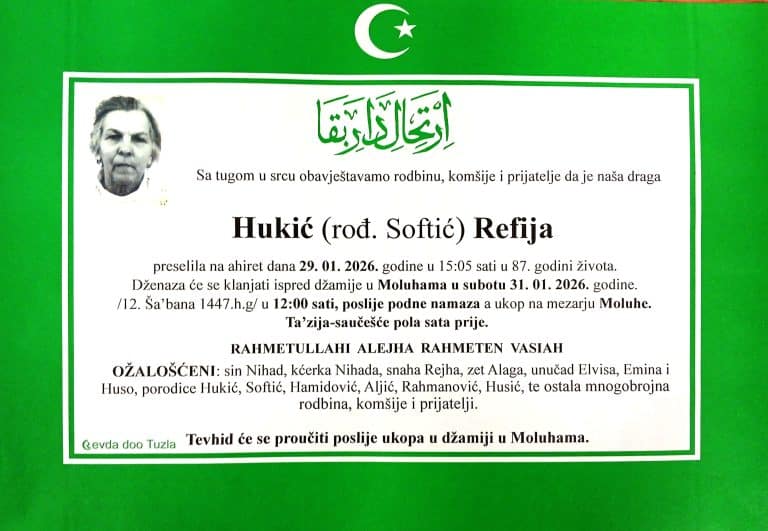 اِرْتِحَالِ دَارِ بَقَا
Sa tugom u srcu obavještavamo rodbinu, komšije i prijatelje da je naša draga
Hukić (rođ. Softić) Refija
preselila na ahiret dana 29. 01. 2026. godine u 15:05 sati u 87. godini života.
Dženaza će se klanjati ispred džamije u Moluhama u subotu 31. 01. 2026. godine.
/12. Ša’bana 1447.h.g/ u 12:00 sati, poslije podne namaza a ukop na mezarju Moluhe.
Ta’zija-saučešće pola sata prije.
RAHMETULLAHI ALEJHA RAHMETEN VASIAH
OŽALOŠĆENI: sin Nihad, kćerka Nihada, snaha Rejha, zet Alaga, unučad Elvisa, Emina i
Huso, porodice Hukić, Softić, Hamidović, Aljić, Rahmanović, Husić, te ostala mnogobrojna
rodbina, komšije i prijatelji.
evda doo Tuzla
Tevhid će se proučiti poslije ukopa u džamiji u Moluhama.